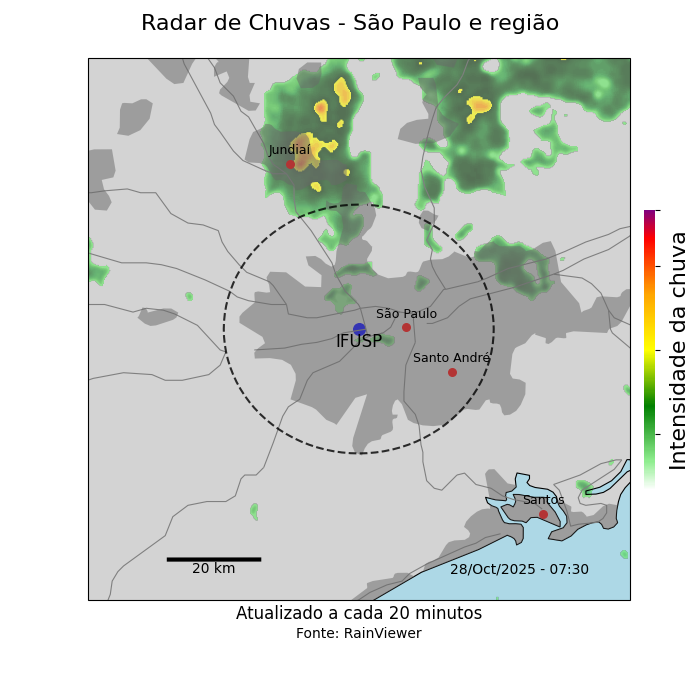 Radar de Chuvas - São Paulo e região
Jundiaí
São Paulo
IFUSP
Santo André
Santos
20 km
28/Oct/2025 - 07:30
Intensidade da chuva
Atualizado a cada 20 minutos
Fonte: RainViewer